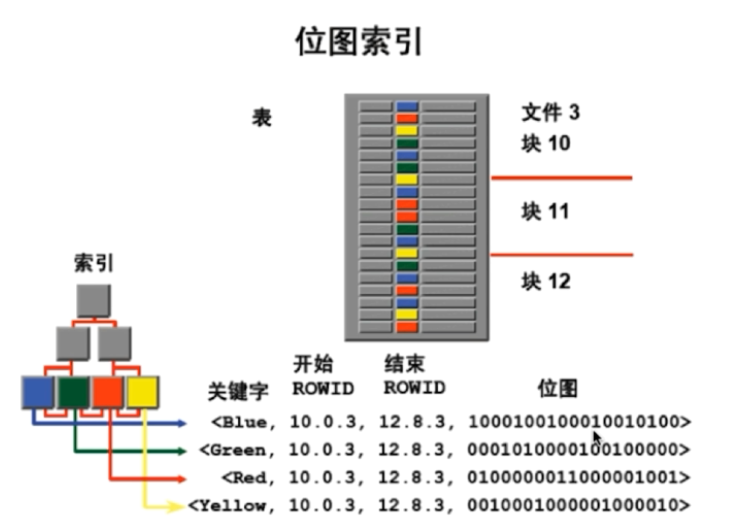 位图索引
表
文件 3
块 10
块 11
块 12
索引
关键字
开始
ROWID
结束
ROWID
位图
<Blue, 10.0.3, 12.8.3, 1000100100010010100>
<Green, 10.0.3, 12.8.3, 0001010000100100000>
<Red, 10.0.3, 12.8.3, 0100000011000001001>
<Yellow, 10.0.3, 12.8.3, 0010001000001000010>